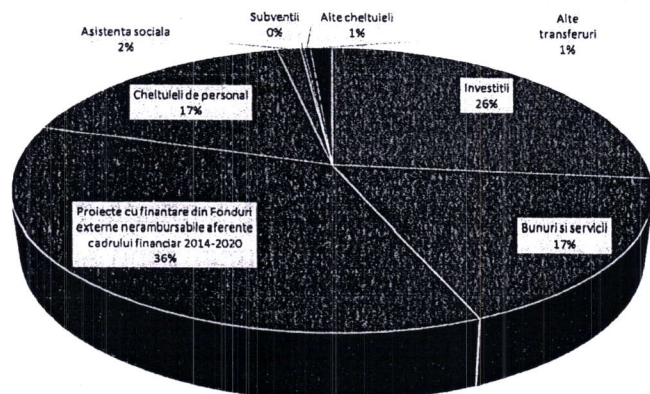 Asistenta sociala
2%
Subventii
0%
Alte cheltuieli
1%
Alte
transferuri
1%
Cheltuieli de personal
17%
Investitii
26%
Proiecte cu finantare din Fonduri
externe nerambursabile aferente
cadrului financiar 2014-2020
36%
Bunuri si servicii
17%